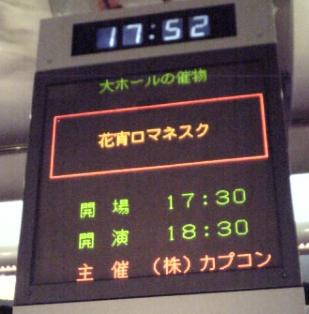 17:52
大ホールの催物
花宵ロマネスク
開 場 17:30
開 演 18:30
主 催 (株)カプコン